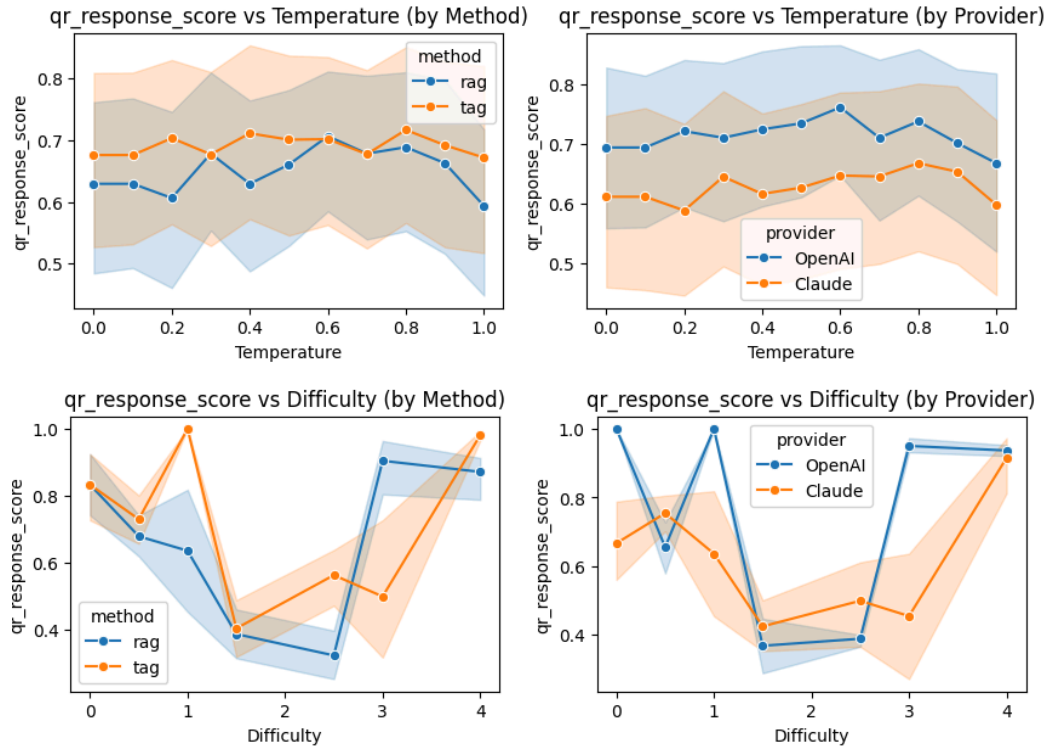 qr_response_score vs Temperature (by Method)
qr_response_score
0.8
0.7
0.6
0.5
method
rag
tag
0.0
0.2
0.4
0.6
0.8
1.0
Temperature
qr_response_score vs Temperature (by Provider)
qr_response_score
0.8
0.7
0.6
0.5
provider
OpenAI
Claude
0.0
0.2
0.4
0.6
0.8
1.0
Temperature
qr_response_score vs Difficulty (by Method)
qr_response_score
1.0
0.8
0.6
0.4
method
rag
tag
0
1
2
3
4
Difficulty
qr_response_score vs Difficulty (by Provider)
qr_response_score
1.0
0.8
0.6
0.4
provider
OpenAI
Claude
0
1
2
3
4
Difficulty